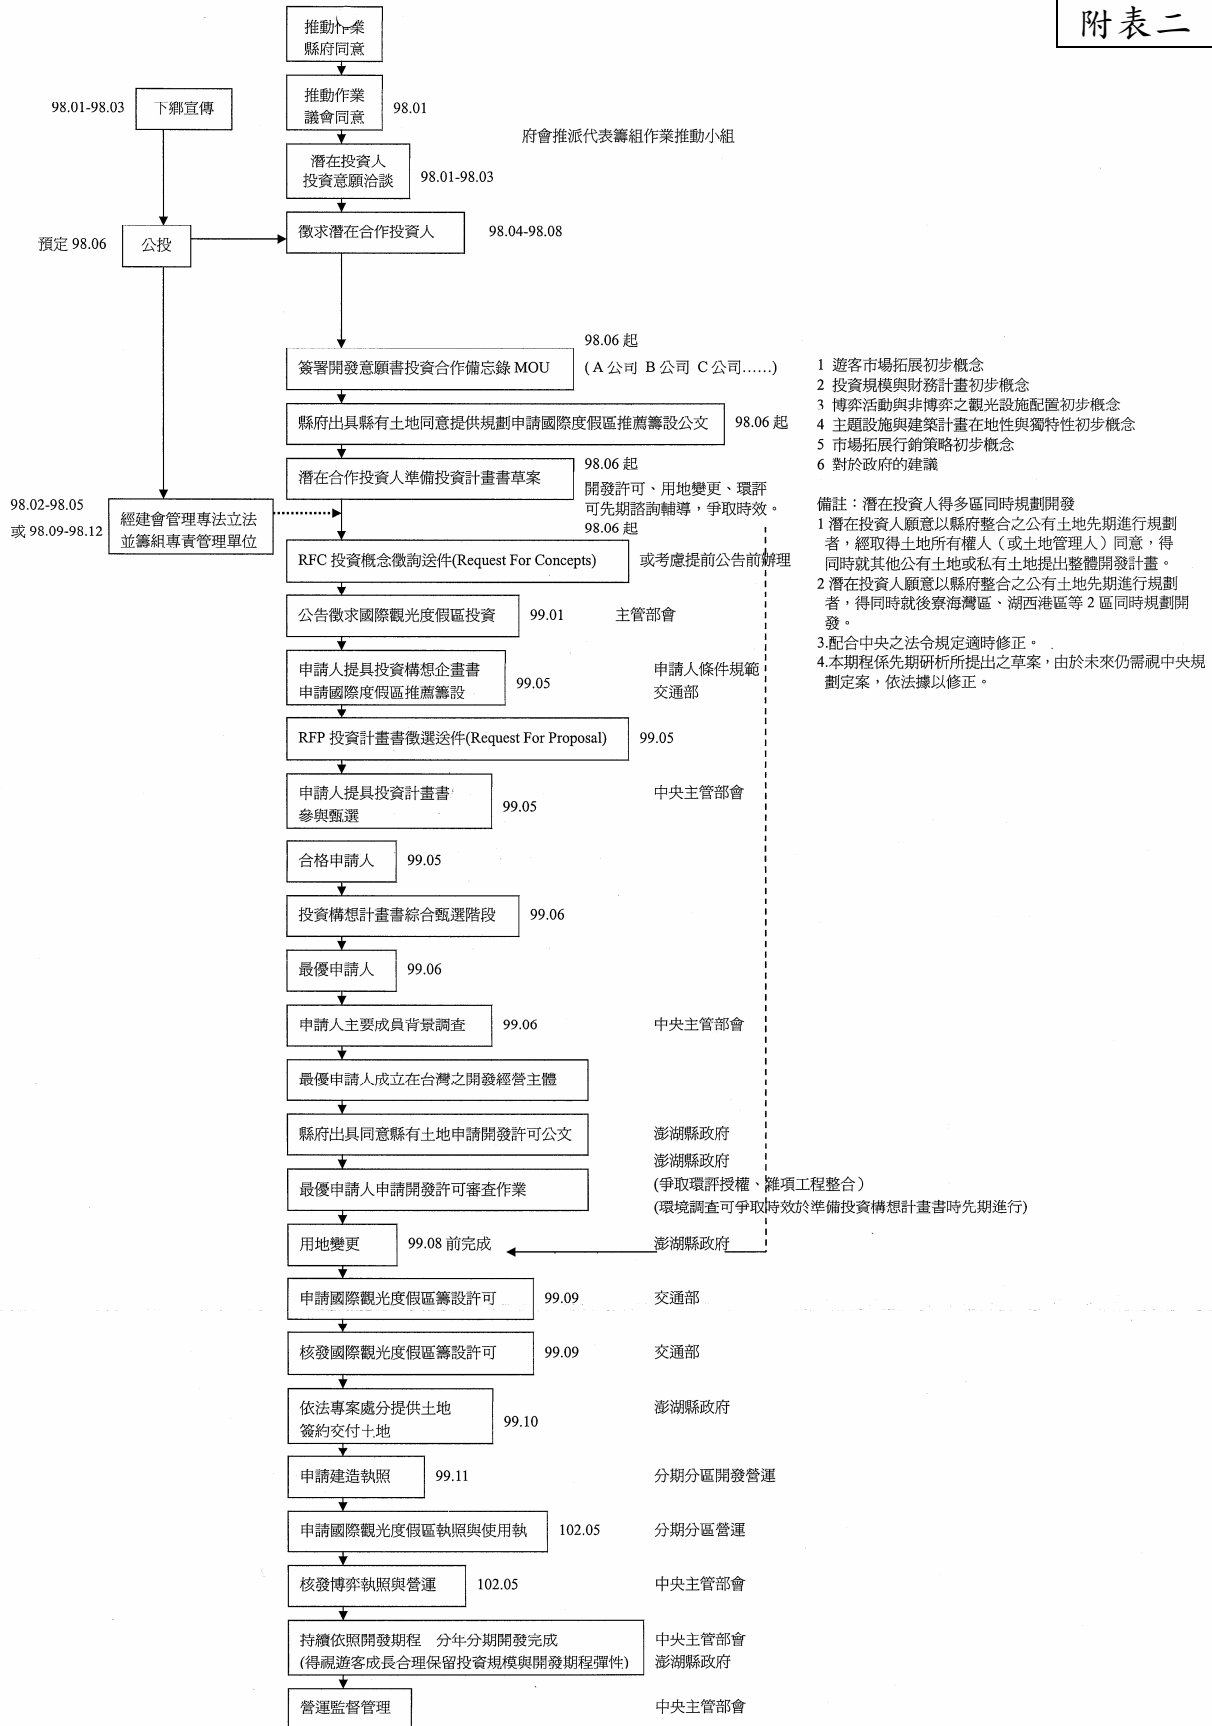 附表二
推動作業
縣府同意
推動作業
議會同意
98.01
98.01-98.03
下鄉宣傳
府會推派代表籌組作業推動小組
潛在投資人
投資意願洽談
98.01-98.03
徵求潛在合作投資人
98.04-98.08
預定 98.06
公投
98.06 起
簽署開發意願書投資合作備忘錄 MOU
( A 公司 B 公司 C 公司......)
縣府出具縣有土地同意提供規劃申請國際度假區推薦籌設公文
98.06 起
潛在合作投資人準備投資計畫書草案
98.06 起
開發許可、用地變更、環評
可先期諮詢輔導，爭取時效。
98.02-98.05
或 98.09-98.12
經建會管理專法立法
並籌組專責管理單位
98.06 起
RFC 投資概念徵詢送件(Request For Concepts)
或考慮提前公告前辦理
公告徵求國際觀光度假區投資
99.01
主管部會
申請人提具投資構想企畫書
申請國際度假區推薦籌設
99.05
申請人條件規範
交通部
RFP 投資計畫書徵選送件(Request For Proposal)
99.05
申請人提具投資計畫書
參與甄選
99.05
中央主管部會
合格申請人
99.05
投資構想計畫書綜合甄選階段
99.06
最優申請人
99.06
申請人主要成員背景調查
99.06
中央主管部會
最優申請人成立在台灣之開發經營主體
縣府出具同意縣有土地申請開發許可公文
澎湖縣政府
最優申請人申請開發許可審查作業
澎湖縣政府
(爭取環評授權、雜項工程整合)
(環境調查可爭取時效於準備投資構想計畫書時先期進行)
用地變更
99.08 前完成
澎湖縣政府
申請國際觀光度假區籌設許可
99.09
交通部
核發國際觀光度假區籌設許可
99.09
交通部
依法專案處分提供土地
簽約交付土地
99.10
澎湖縣政府
申請建造執照
99.11
分期分區開發營運
申請國際觀光度假區執照與使用執
102.05
分期分區營運
核發博弈執照與營運
102.05
中央主管部會
持續依照開發期程 分年分期開發完成
(得視遊客成長合理保留投資規模與開發期程彈性)
中央主管部會
澎湖縣政府
營運監督管理
中央主管部會
1 遊客市場拓展初步概念
2 投資規模與財務計畫初步概念
3 博弈活動與非博弈之觀光設施配置初步概念
4 主題設施與建築計畫在地性與獨特性初步概念
5 市場拓展行銷策略初步概念
6 對於政府的建議
備註：潛在投資人得多區同時規劃開發
1 潛在投資人願意以縣府整合之公有土地先期進行規劃
者，經取得土地所有權人（或土地管理人）同意，得
同時就其他公有土地或私有土地提出整體開發計畫。
2 潛在投資人願意以縣府整合之公有土地先期進行規劃
者，得同時就後寮海灣區、湖西港區等 2 區同時規劃開
發。
3.配合中央之法令規定適時修正。
4.本期程係先期研析所提出之草案，由於未來仍需視中央規
劃定案，依法據以修正。